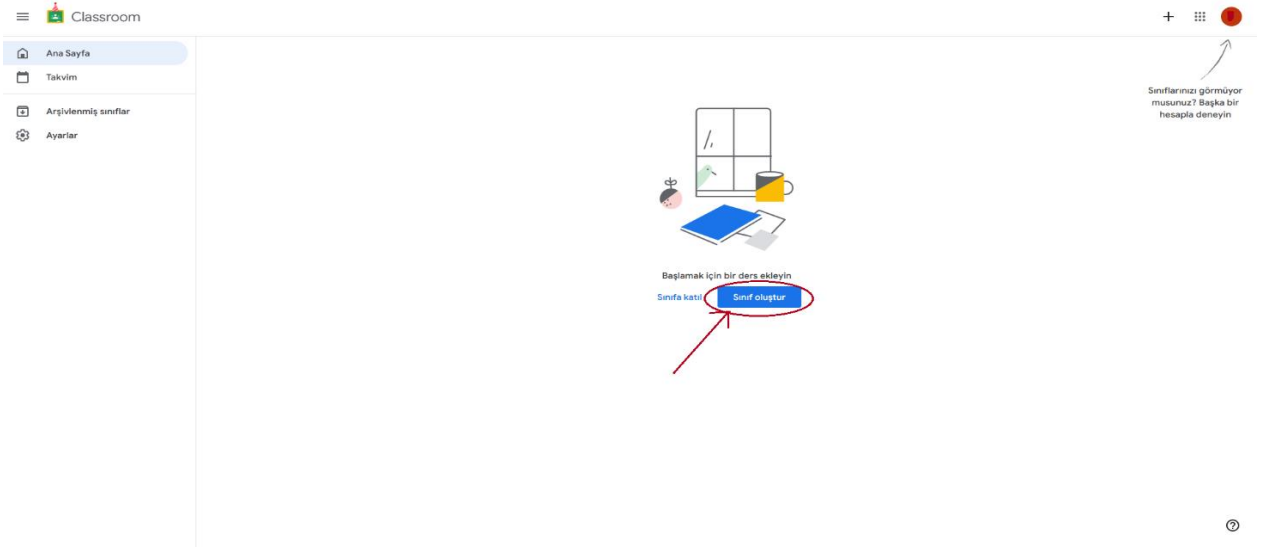 Classroom
Ana Sayfa
Takvim
Arşivlenmiş sınıflar
Ayarlar
Sınıflarınızı görmüyor
musunuz? Başka bir
hesapla deneyin
Başlamak için bir ders ekleyin
Sınıfa katıl
Sınıf oluştur